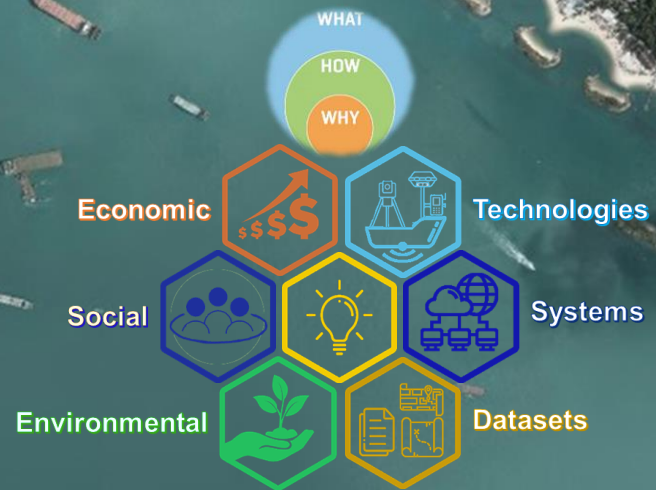 WHAT
HOW
WHY
Economic
$$$$
Technologies
Social
Systems
Environmental
Datasets